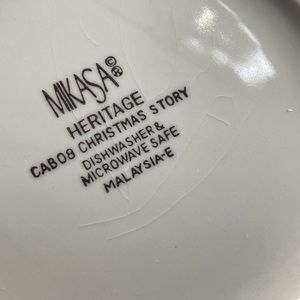 MIKASA©®
HERITAGE
CAB08 CHRISTMAS STORY
DISHWASHER &
MICROWAVE SAFE
MALAYSIA-E